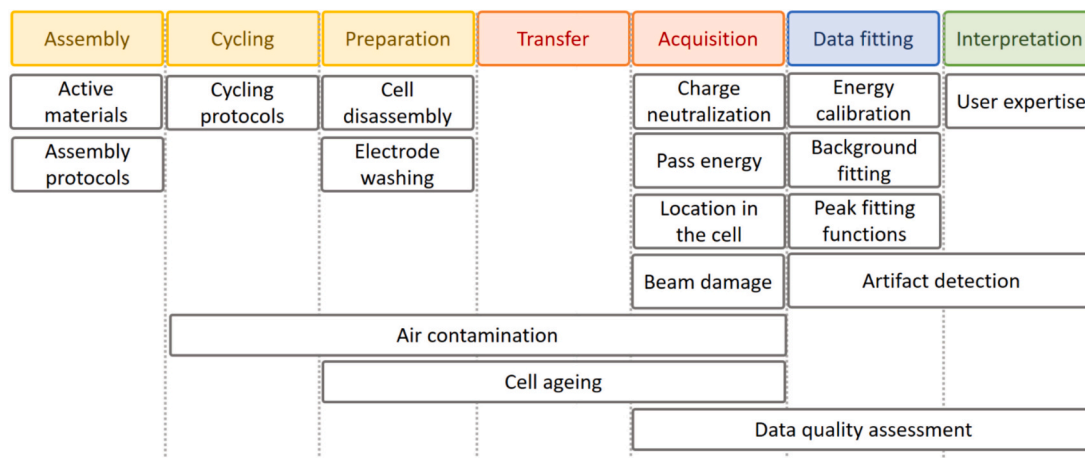 Assembly
Cycling
Preparation
Transfer
Acquisition
Data fitting
Interpretation
Active
materials
Cycling
protocols
Cell
disassembly
Charge
neutralization
Energy
calibration
User expertise
Assembly
protocols
Electrode
washing
Pass energy
Background
fitting
Location in
the cell
Peak fitting
functions
Beam damage
Artifact detection
Air contamination
Cell ageing
Data quality assessment